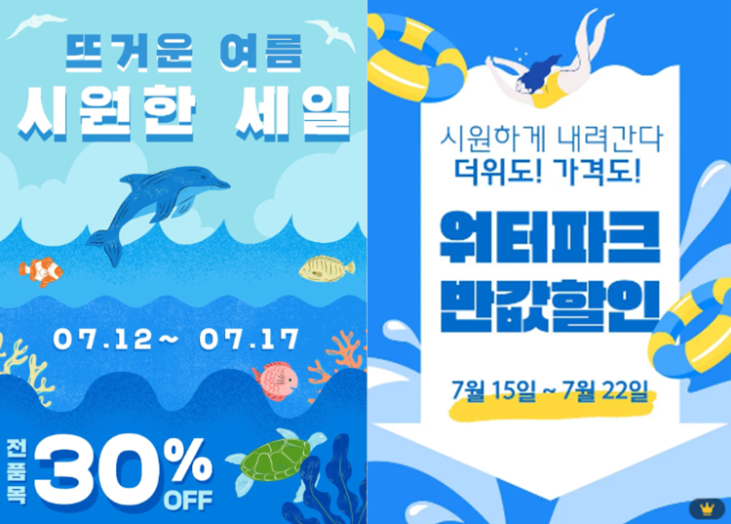 뜨거운 여름
시원한 세일
07.12~ 07.17
전품목
30% OFF
시원하게 내려간다
더위도! 가격도!
워터파크
반값할인
7월 15일 ~ 7월 22일